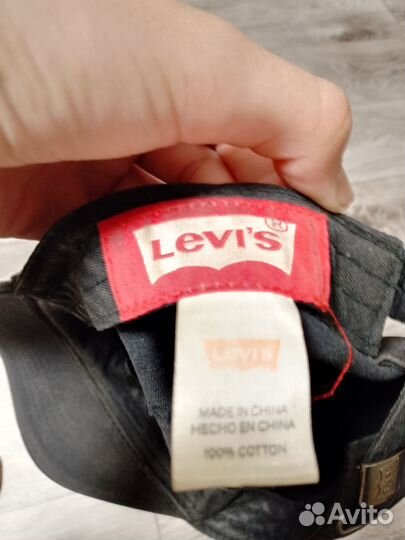 Levi's ®
Levi's
MADE IN CHINA
HECHO EN CHINA
100% COTTON
Avito